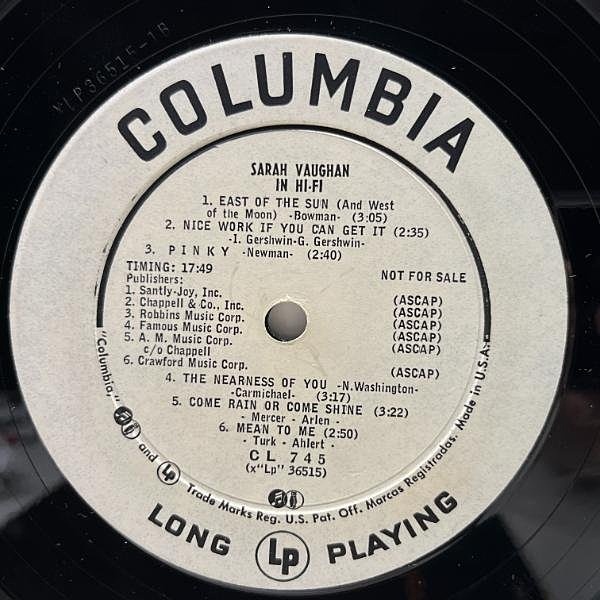 XLP36515-1B
COLUMBIA
SARAH VAUGHAN
IN HI-FI
1. EAST OF THE SUN (And West
of the Moon) -Bowman- (3:05)
2. NICE WORK IF YOU CAN GET IT (2:35)
-I. Gershwin-G. Gershwin-
3. PINKY -Newman- (2:40)
TIMING: 17:49 NOT FOR SALE
Publishers:
1. Santly-Joy, Inc. (ASCAP)
2. Chappell & Co., Inc. (ASCAP)
3. Robbins Music Corp. (ASCAP)
4. Famous Music Corp. (ASCAP)
5. A. M. Music Corp. (ASCAP)
c/o Chappell (ASCAP)
6. Crawford Music Corp. (ASCAP)
4. THE NEARNESS OF YOU -N.Washington-
-Carmichael- (3:17)
5. COME RAIN OR COME SHINE (3:22)
- Mercer - Arlen -
6. MEAN TO ME (2:50)
- Turk - Ahlert -
CL 745
(x"Lp" 36515)
"Columbia," and Lp Trade Marks Reg. U.S. Pat. Off. Marcas Registradas. Made in U.S.A.
LONG Lp PLAYING